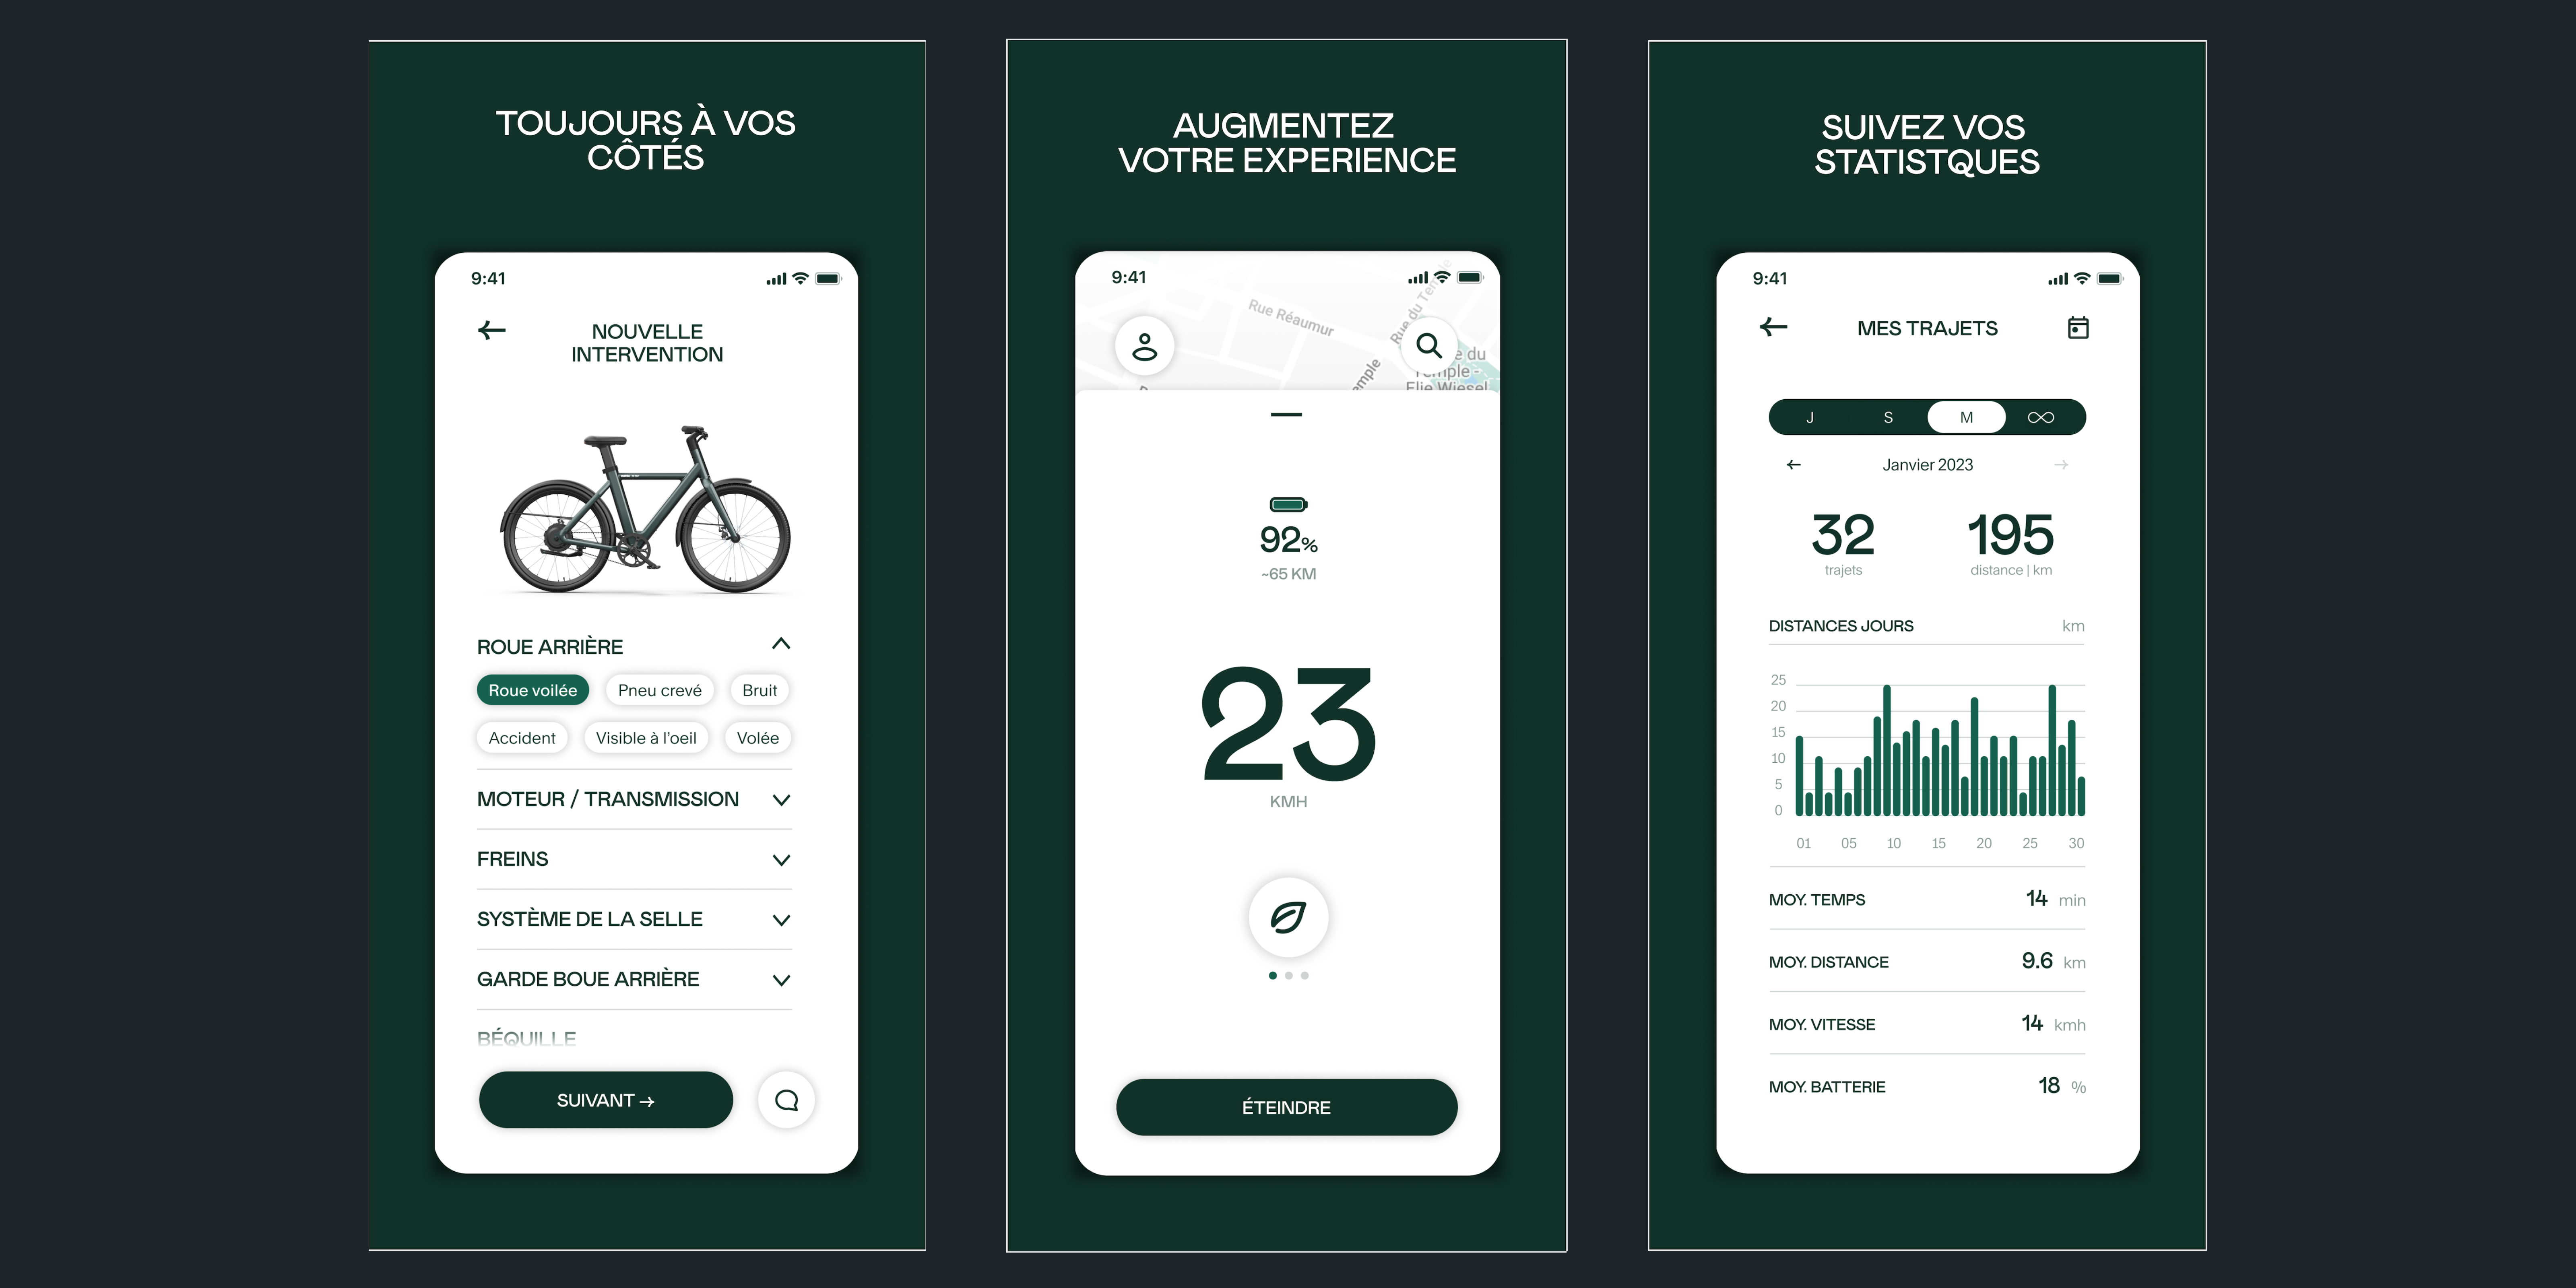 TOUJOURS À VOS
CÔTÉS
9:41
NOUVELLE
INTERVENTION
ROUE ARRIÈRE
Roue voilée
Pneu crevé
Bruit
Accident
Visible à l'oeil
Volée
MOTEUR / TRANSMISSION
FREINS
SYSTÈME DE LA SELLE
GARDE BOUE ARRIÈRE
BÉQUILLE
SUIVANT →
AUGMENTEZ
VOTRE EXPERIENCE
9:41
Rue Réaumur
Rue du Temple
emple
e du
Temple -
Elie Wiesel
92%
~65 KM
23
KMH
ÉTEINDRE
SUIVEZ VOS
STATISTQUES
9:41
MES TRAJETS
J S M ∞
← Janvier 2023 →
32 195
trajets distance | km
DISTANCES JOURS km
25
20
15
10
5
0
01 05 10 15 20 25 30
MOY. TEMPS 14 min
MOY. DISTANCE 9.6 km
MOY. VITESSE 14 kmh
MOY. BATTERIE 18 %